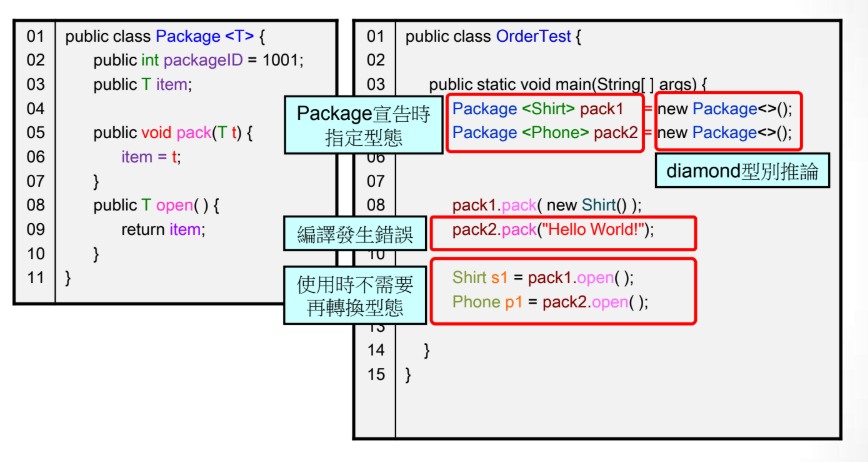 01 public class Package <T> {
02 public int packageID = 1001;
03 public T item;
04
05 public void pack(T t) {
06 item = t;
07 }
08 public T open( ) {
09 return item;
10 }
11 }
01 public class OrderTest {
02
03 public static void main(String[ ] args) {
Package <Shirt> pack1 = new Package<>();
Package <Phone> pack2 = new Package<>();
06
07
08 pack1.pack( new Shirt() );
pack2.pack("Hello World!");
10
Shirt s1 = pack1.open( );
Phone p1 = pack2.open( );
13
14 }
15 }
Package宣告時
指定型態
diamond型別推論
編譯發生錯誤
使用時不需要
再轉換型態